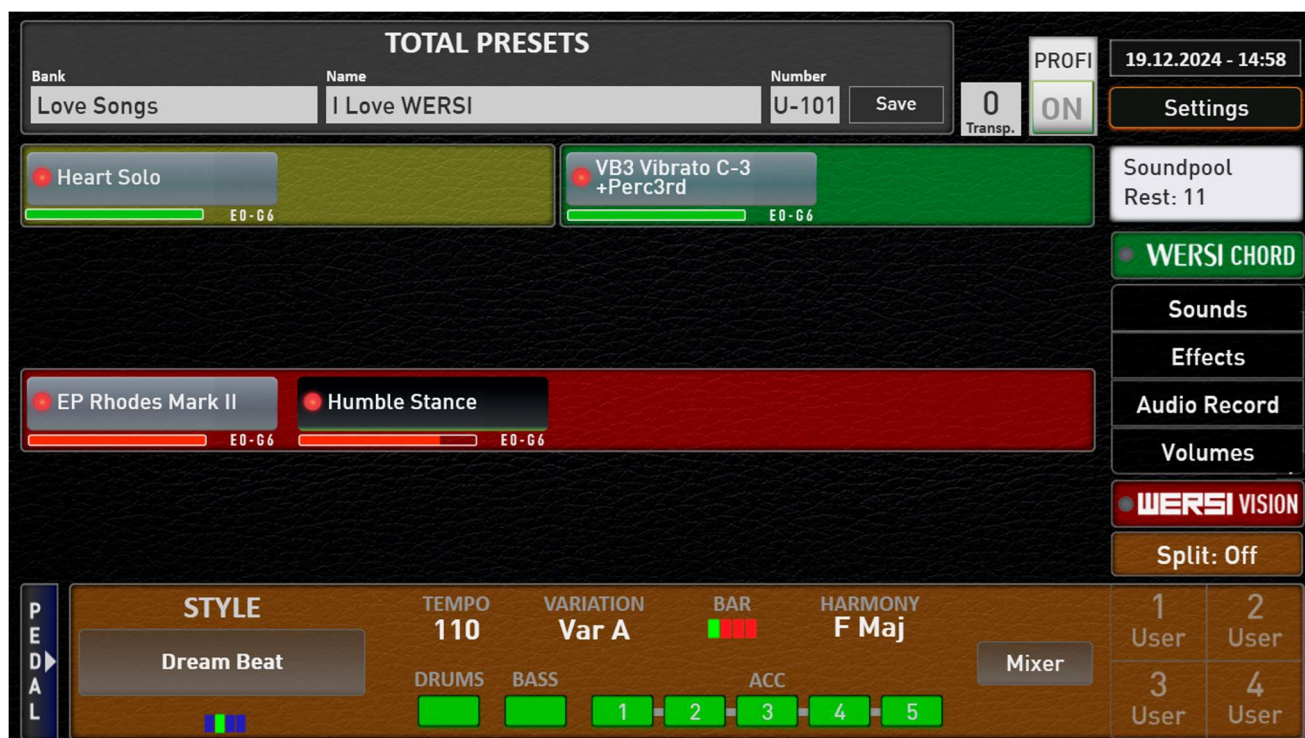 TOTAL PRESETS
Bank
Name
Number
Love Songs
I Love WERSI
U-101
Save
0
Transp.
PROFI
ON
19.12.2024 - 14:58
Settings
Heart Solo
E0-G6
VB3 Vibrato C-3
+Perc3rd
E0-G6
Soundpool
Rest: 11
WERSI CHORD
Sounds
Effects
Audio Record
Volumes
EP Rhodes Mark II
E0-G6
Humble Stance
E0-G6
WERSI VISION
Split: Off
PEDAL
STYLE
Dream Beat
TEMPO
110
VARIATION
Var A
BAR
HARMONY
F Maj
DRUMS
BASS
ACC
1
2
3
4
5
Mixer
1
User
2
User
3
User
4
User